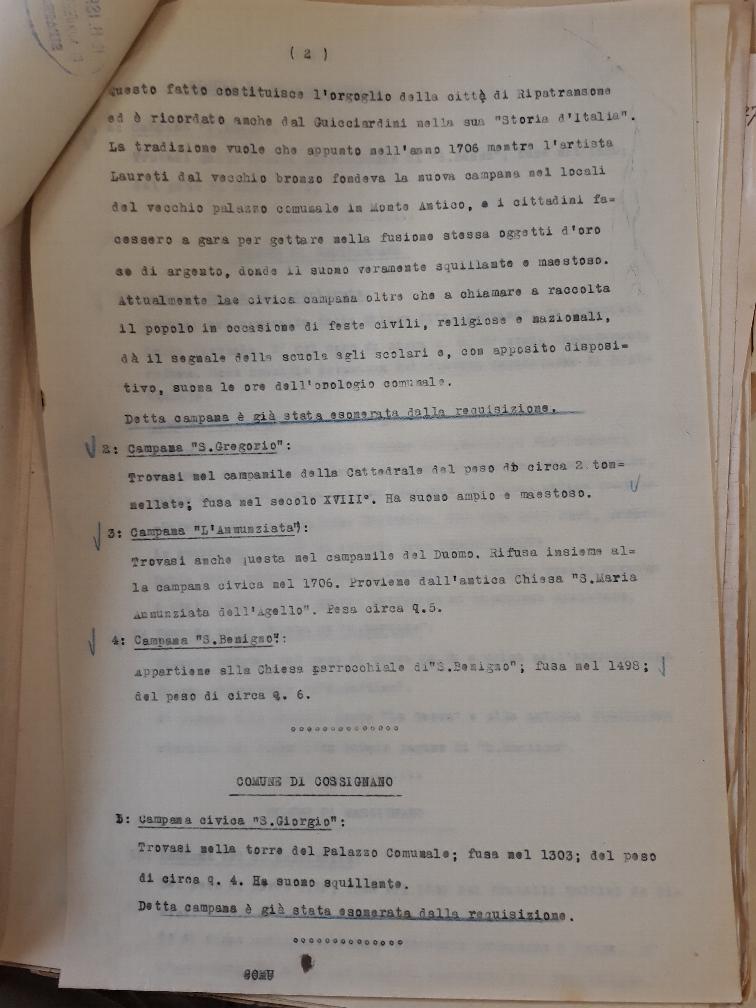 ( 2 )
Questo fatto costituisce l'orgoglio della città di Ripatransone
ed è ricordato anche dal Guicciardini nella sua "Storia d'Italia".
La tradizione vuole che appunto nell'anno 1706 mentre l'artista
Laureti dal vecchio bronzo fondeva la nuova campana nei locali
del vecchio palazzo comunale in Monte Antico, e i cittadini fa=
cessero a gara per gettare nella fusione stessa oggetti d'oro
se di argento, donde il suono veramente squillante e maestoso.
Attualmente lae civica campana oltre che a chiamare a raccolta
il popolo in occasione di feste civili, religiose e nazionali,
dà il segnale della scuola agli scolari e, con apposito disposi=
tivo, suona le ore dell'onologio comunale.
Detta campana è già stata esonerata dalla requisizione.
2: Campana "S.Gregorio":
Trovasi nel campanile della Cattedrale del peso di circa 2 ton=
nellate; fusa nel secolo XVIII°. Ha suono ampio e maestoso.
3: Campana "L'Annunziata":
Trovasi anche questa nel campanile del Duomo. Rifusa insieme al=
la campana civica nel 1706. Proviene dall'antica Chiesa "S.Maria
Annunziata dell'Agello". Pesa circa q.5.
4: Campana "S.Benigno":
Appartiene alla Chiesa parrocchiale di"S.Benigno"; fusa nel 1498;
del peso di circa q. 6.
°°°°°°°°°°°°°°
COMUNE DI COSSIGNANO
1: Campana civica "S.Giorgio":
Trovasi nella torre del Palazzo Comunale; fusa nel 1303; del peso
di circa q. 4. Ha suono squillante.
Detta campana è già stata esonerata dalla requisizione.
°°°°°°°°°°°°°°
COMU